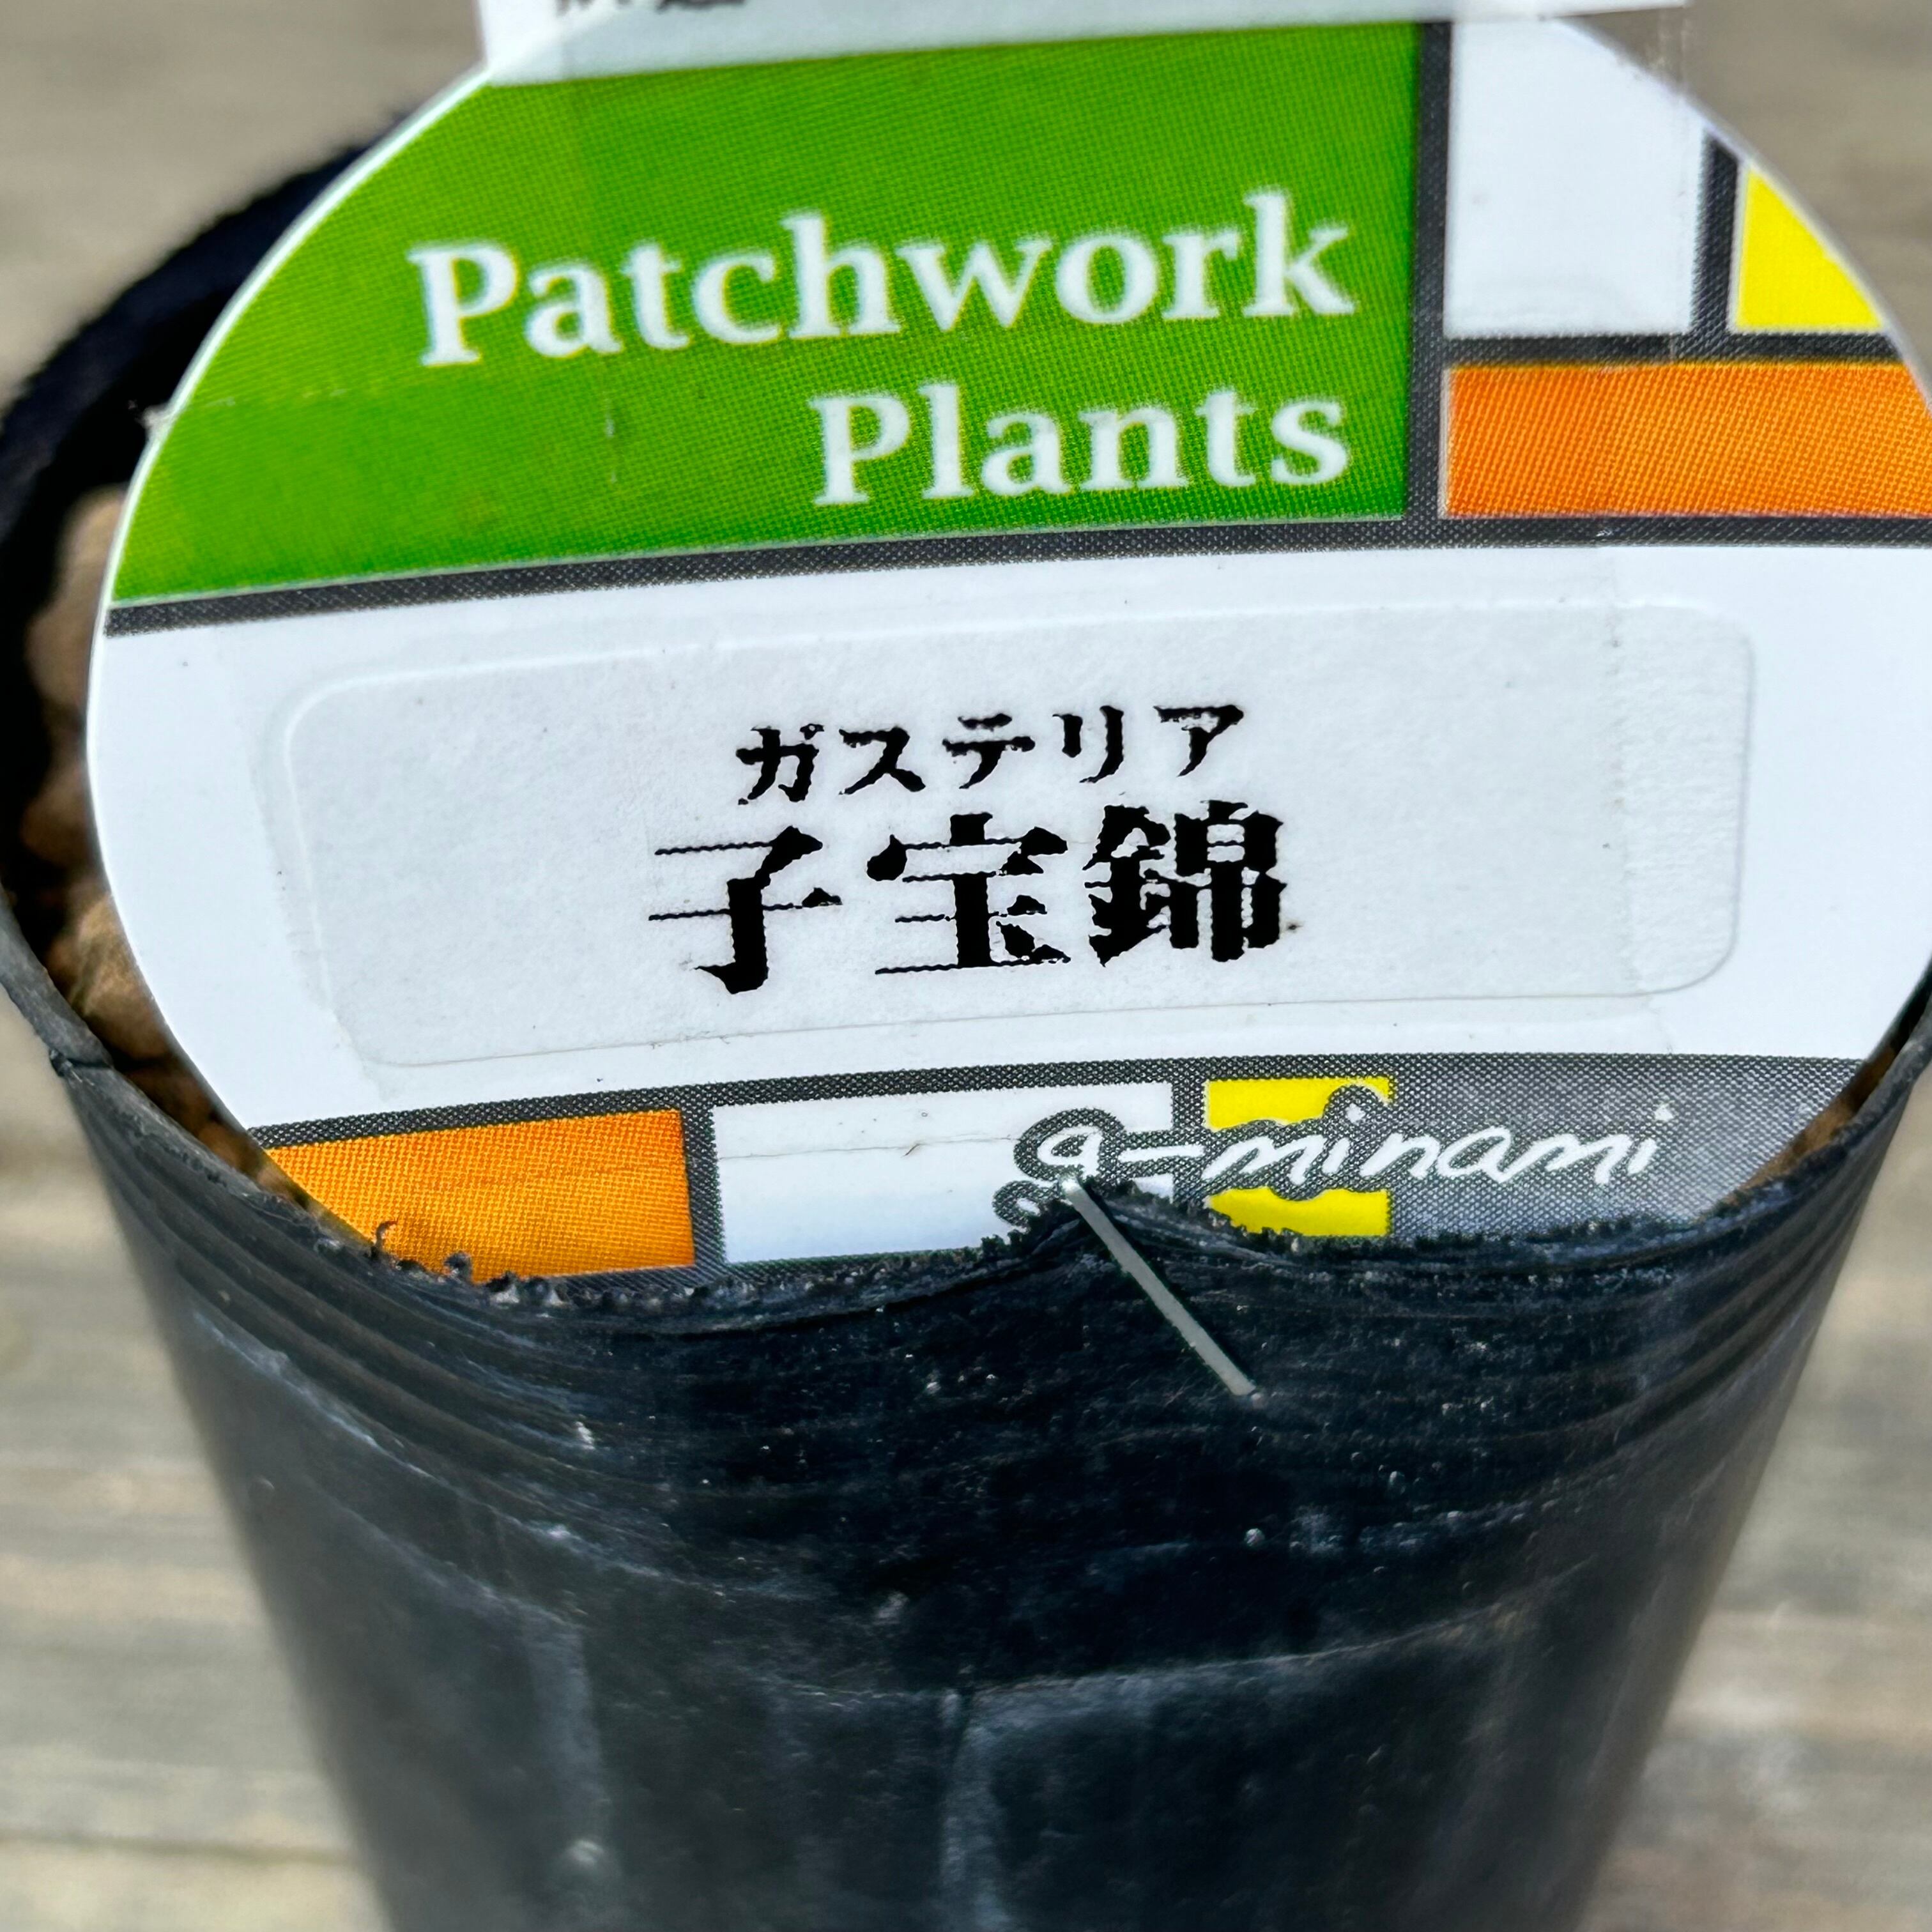 Patchwork
Plants
ガステリア
子宝錦
g-minami